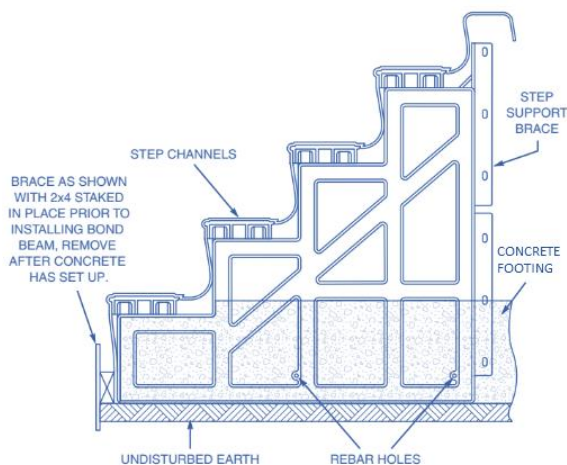 STEP
SUPPORT
BRACE
STEP CHANNELS
BRACE AS SHOWN
WITH 2x4 STAKED
IN PLACE PRIOR TO
INSTALLING BOND
BEAM, REMOVE
AFTER CONCRETE
HAS SET UP.
CONCRETE
FOOTING
UNDISTURBED EARTH
REBAR HOLES